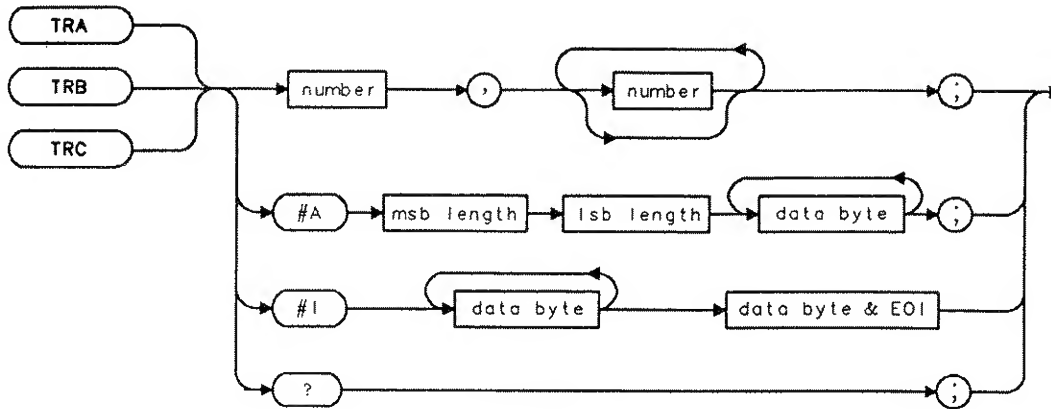 TRA
TRB
TRC
number , number ;
#A msb length lsb length data byte ;
#I data byte data byte & EOI
? ;